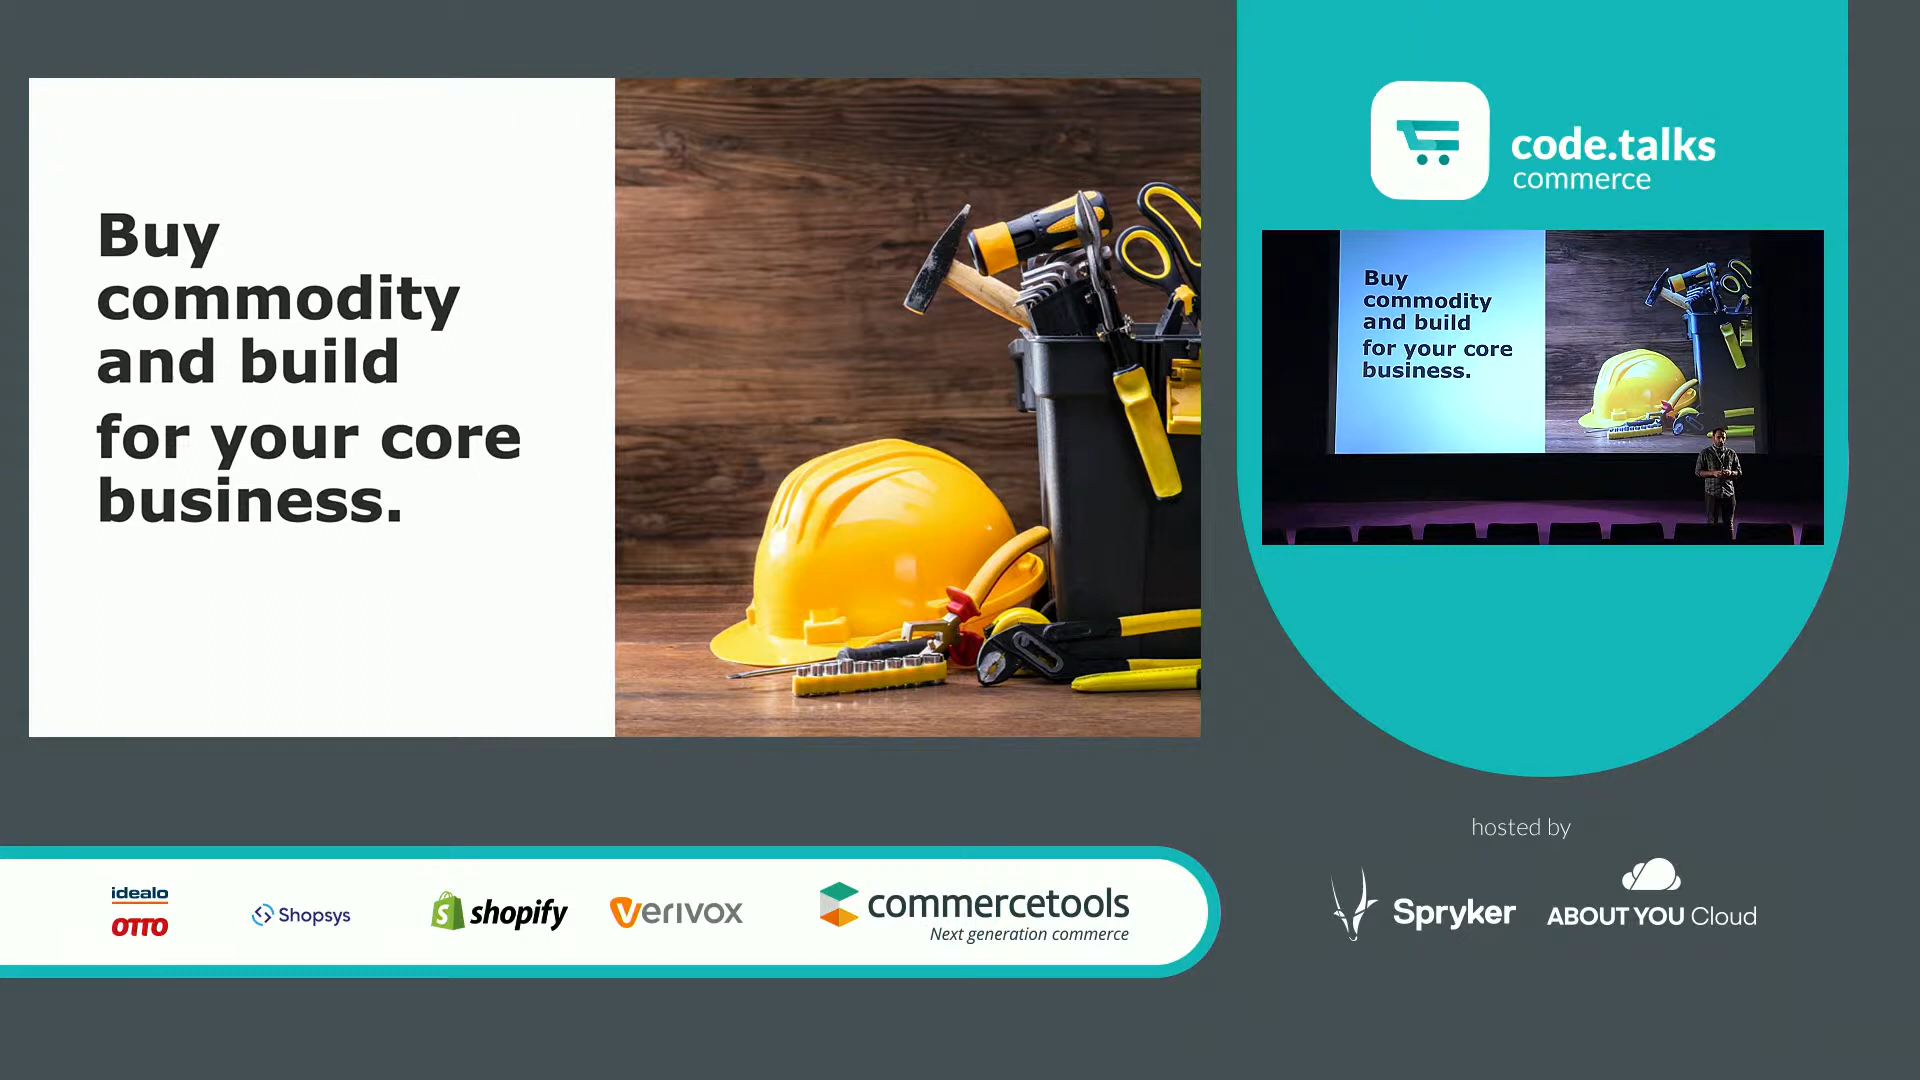 Buy
commodity
and build
for your core
business.
code.talks
commerce
Buy
commodity
and build
for your core
business.
hosted by
Spryker
ABOUT YOU Cloud
idealo
OTTO
Shopsys
shopify
VERIVOX
commercetools
Next generation commerce